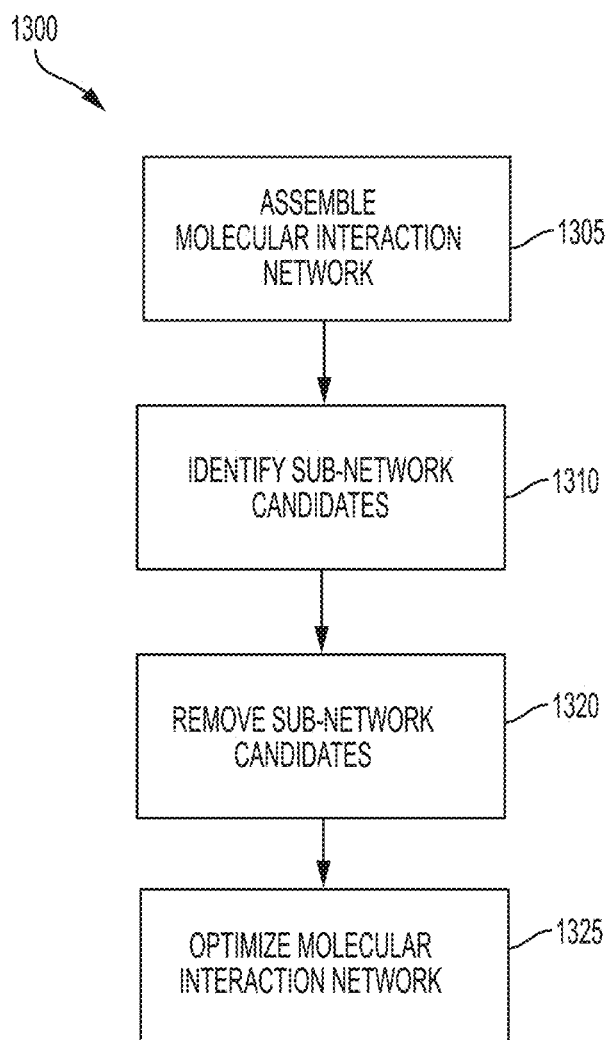 1300
ASSEMBLE
MOLECULAR INTERACTION
NETWORK
1305
IDENTIFY SUB-NETWORK
CANDIDATES
1310
REMOVE SUB-NETWORK
CANDIDATES
1320
OPTIMIZE MOLECULAR
INTERACTION NETWORK
1325